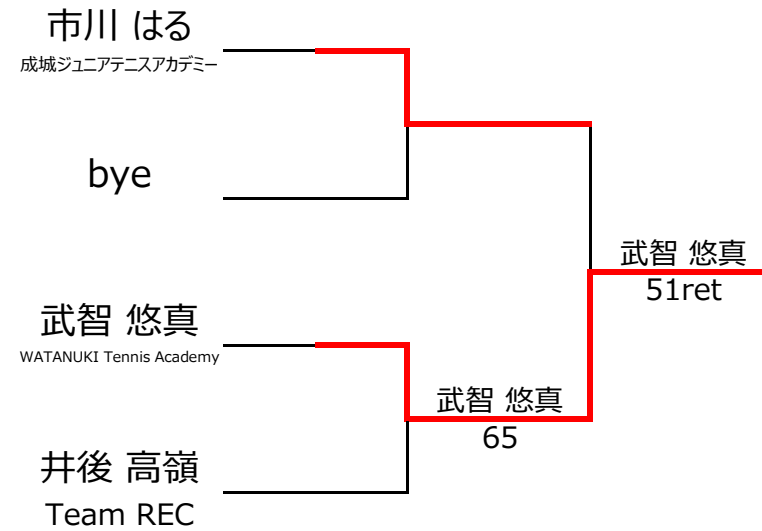 市川 はる
成城ジュニアテニスアカデミー
bye
武智 悠真
51ret
武智 悠真
WATANUKI Tennis Academy
武智 悠真
65
井後 高嶺
Team REC